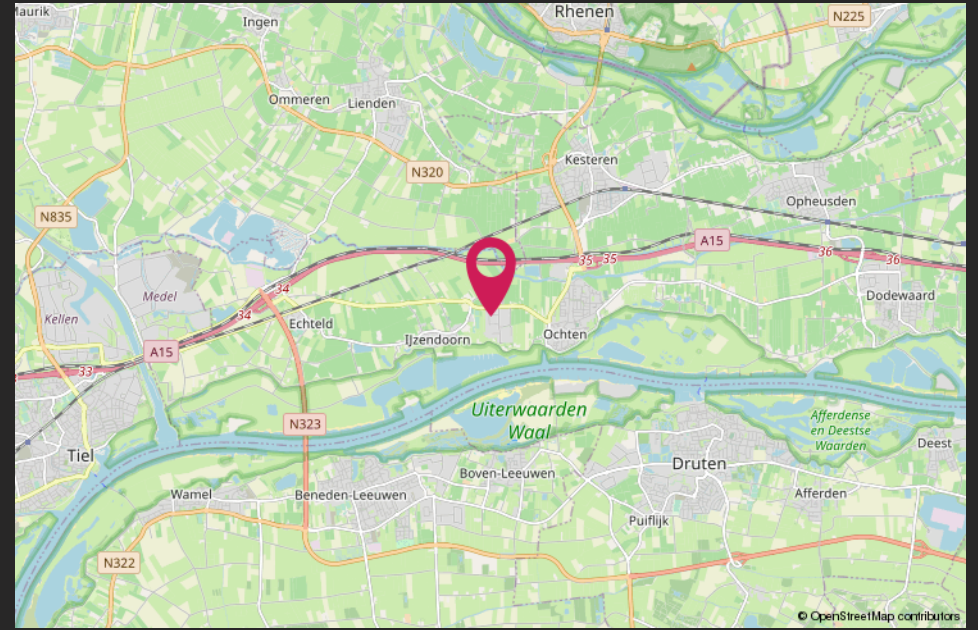 Maurik
Ingen
Rhenen
N225
Ommeren
Lienden
N320
Kesteren
Opheusden
N835
A15
35
35
36
36
Medel
34
34
Kellen
Echteld
IJzendoorn
Ochten
Dodewaard
A15
33
N323
Uiterwaarden
Waal
Afferdense
en Deestse
Waarden
Deest
Tiel
Boven-Leeuwen
Druten
Wamel
Beneden-Leeuwen
Afferden
Puiflijk
N322
© OpenStreetMap contributors